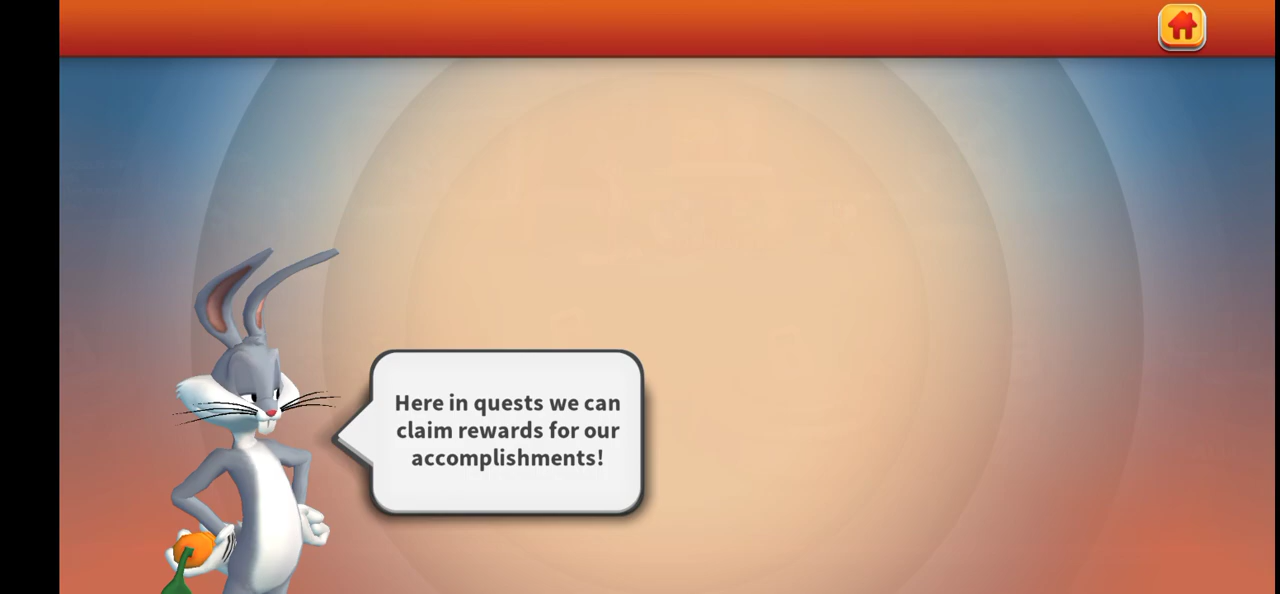 Here in quests we can
claim rewards for our
accomplishments!